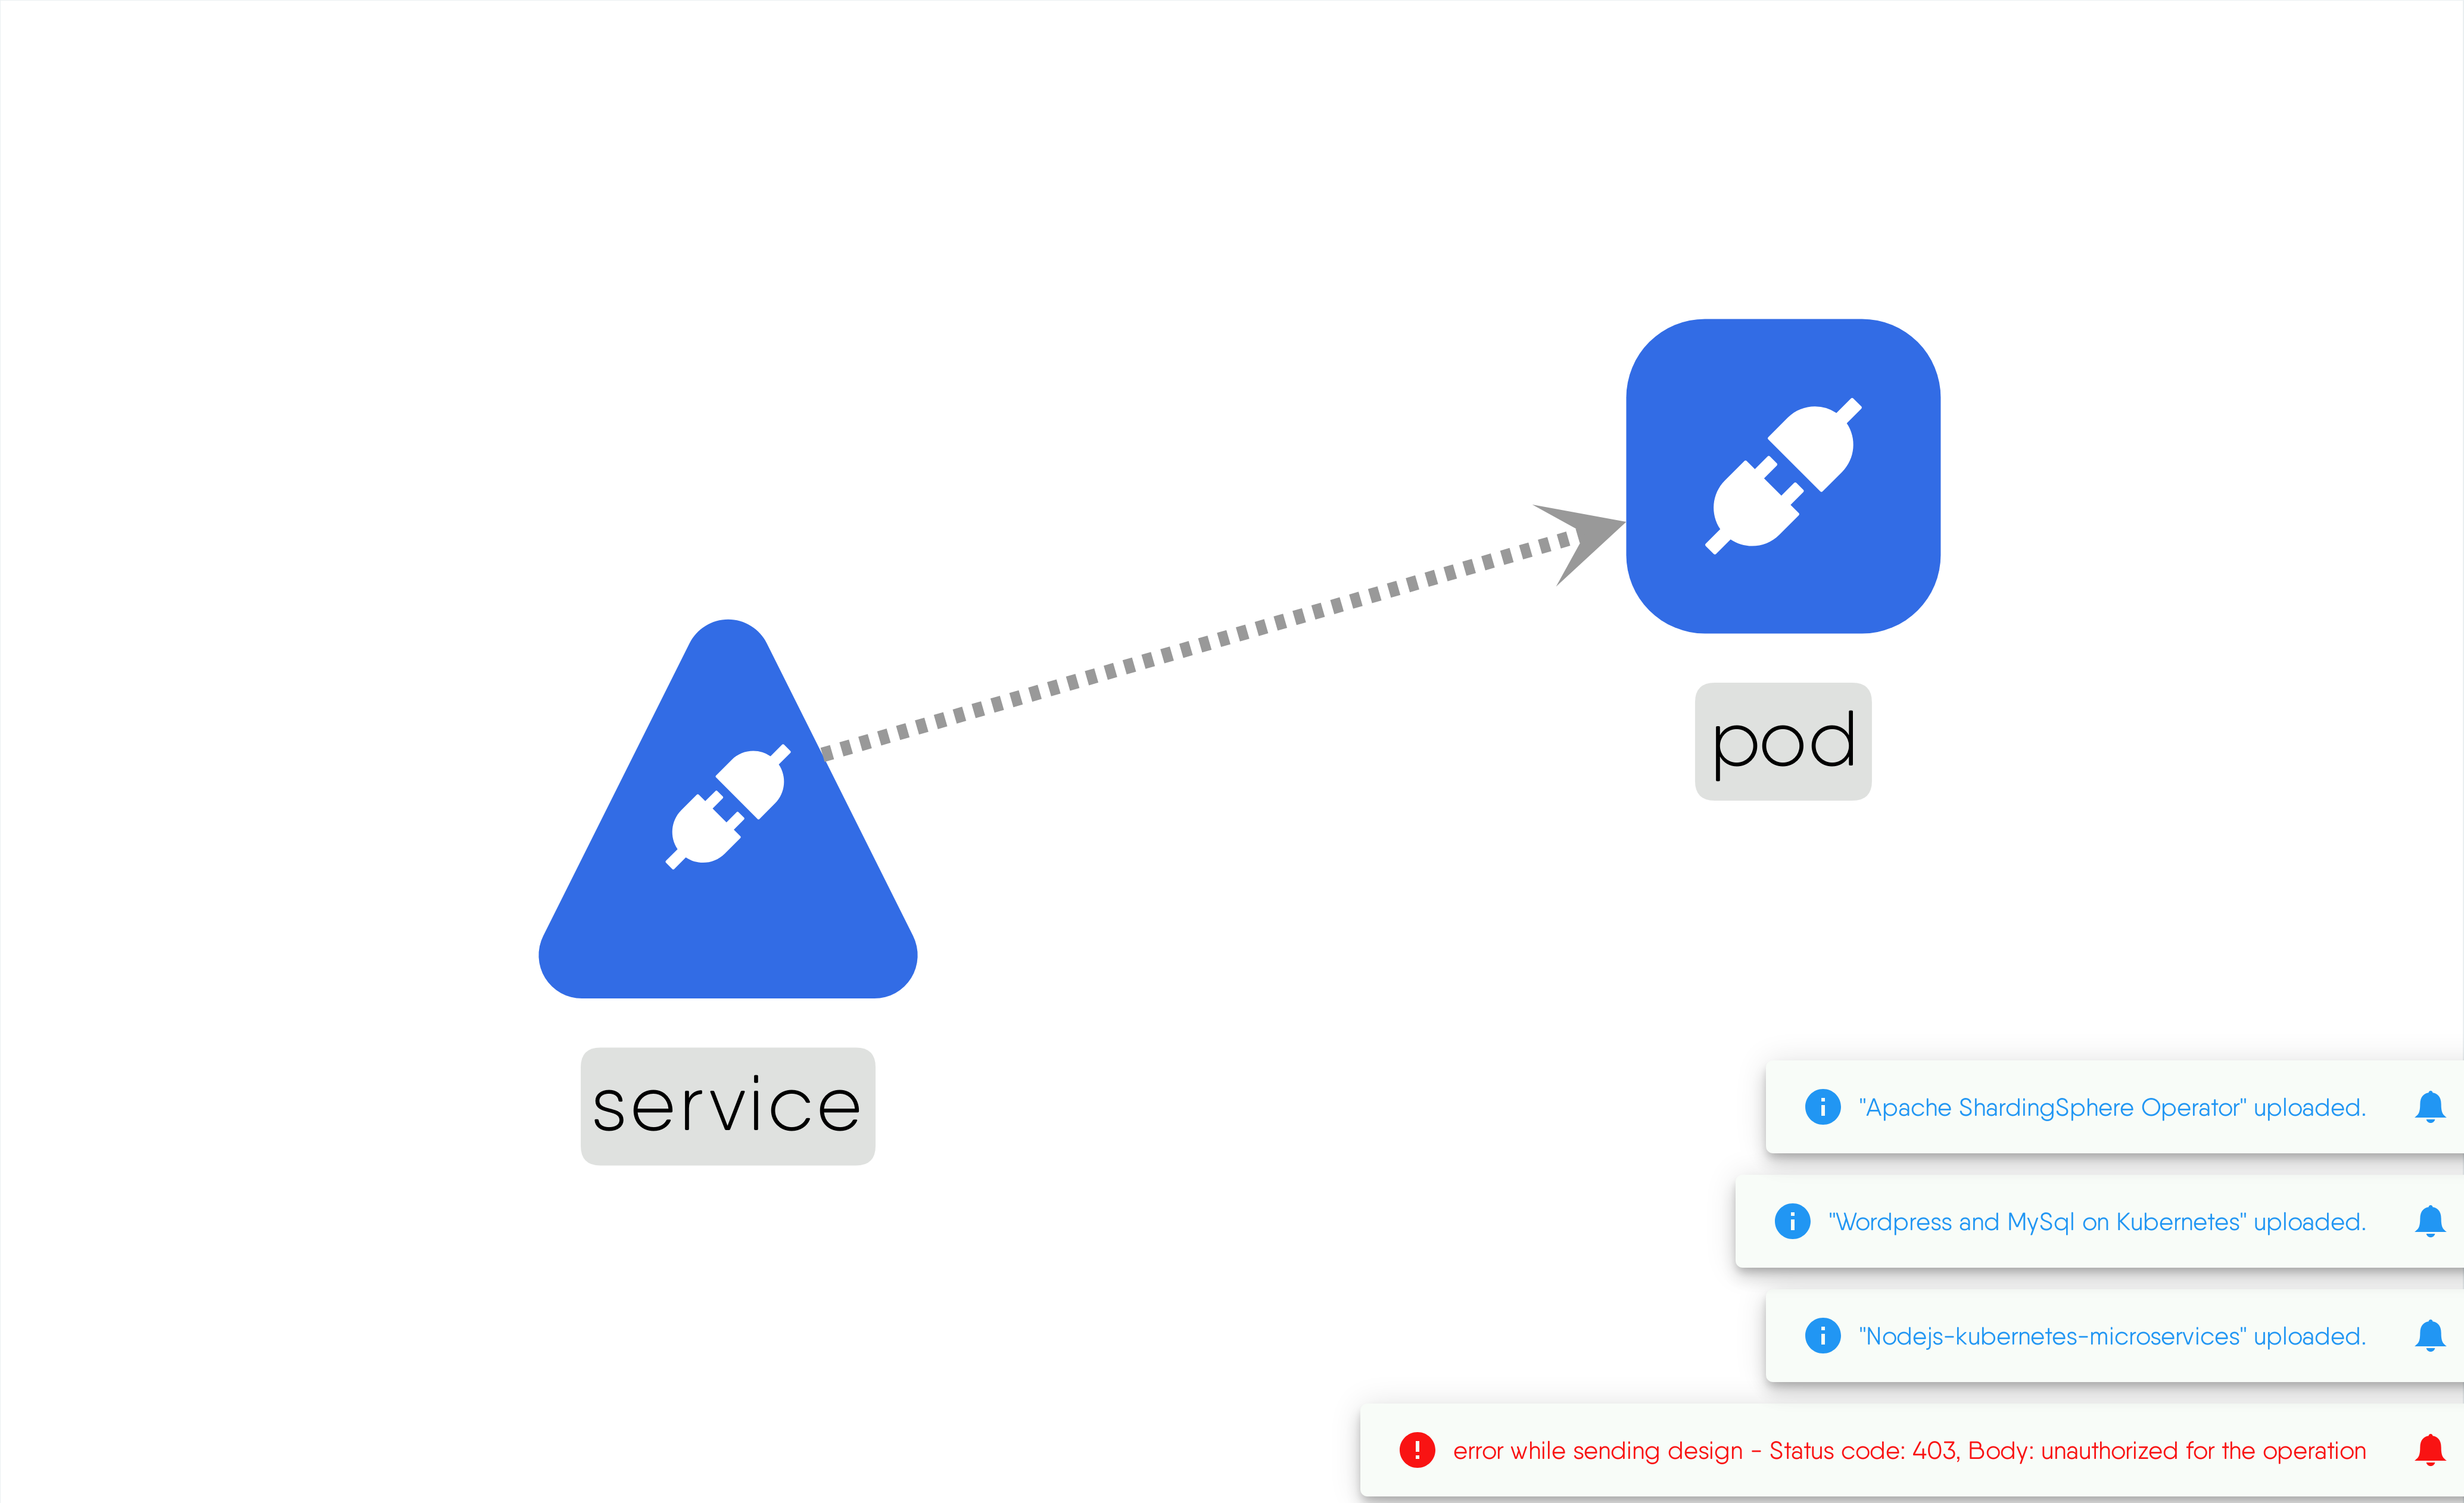 pod
service
"Apache ShardingSphere Operator" uploaded.
"Wordpress and MySql on Kubernetes" uploaded.
"Nodejs-kubernetes-microservices" uploaded.
error while sending design - Status code: 403, Body: unauthorized for the operation